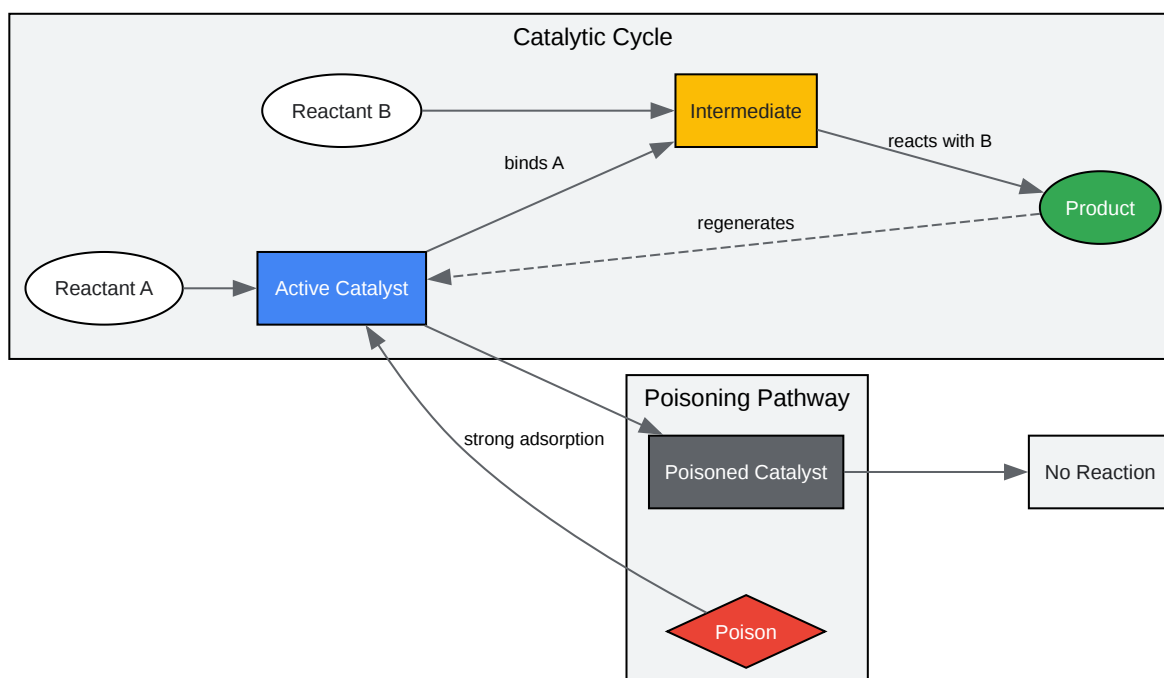 Catalytic Cycle
Reactant B
Intermediate
reacts with B
binds A
Product
regenerates
Reactant A
Active Catalyst
Poisoning Pathway
strong adsorption
Poisoned Catalyst
No Reaction
Poison